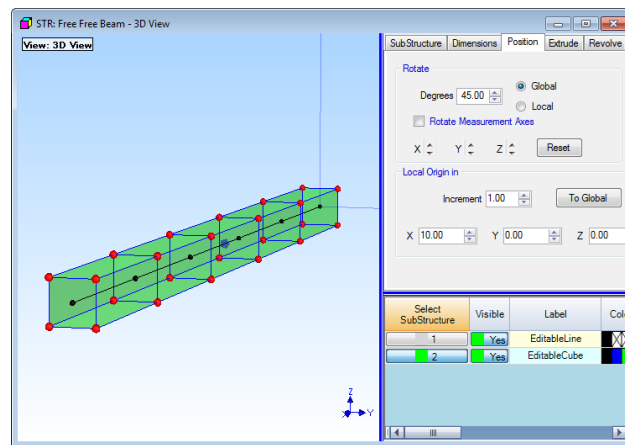 STR: Free Free Beam - 3D View
View: 3D View
SubStructure Dimensions Position Extrude Revolve
Rotate
Degrees 45.00 Global
Local
Rotate Measurement Axes
X Y Z Reset
Local Origin in
Increment 1.00 To Global
X 10.00 Y 0.00 Z 0.00
Select SubStructure Visible Label
1 Yes EditableLine
2 Yes EditableCube
Z
X Y